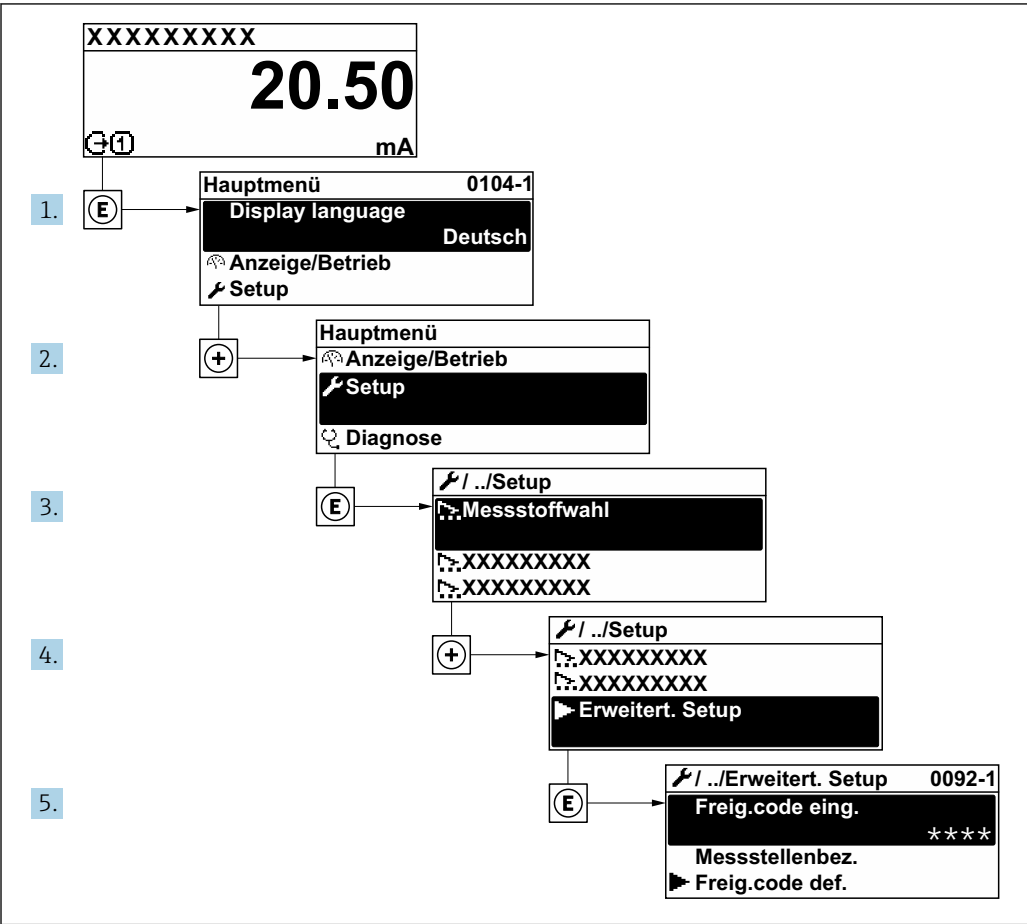 XXXXXXXXX
20.50
1 mA
1. E
Hauptmenü 0104-1
Display language
Deutsch
Anzeige/Betrieb
Setup
2. +
Hauptmenü
Anzeige/Betrieb
Setup
Diagnose
3. E
/ ../Setup
Messstoffwahl
XXXXXXXXX
XXXXXXXXX
4. +
/ ../Setup
XXXXXXXXX
XXXXXXXXX
Erweitert. Setup
5. E
/ ../Erweitert. Setup 0092-1
Freig.code eing.
****
Messstellenbez.
Freig.code def.